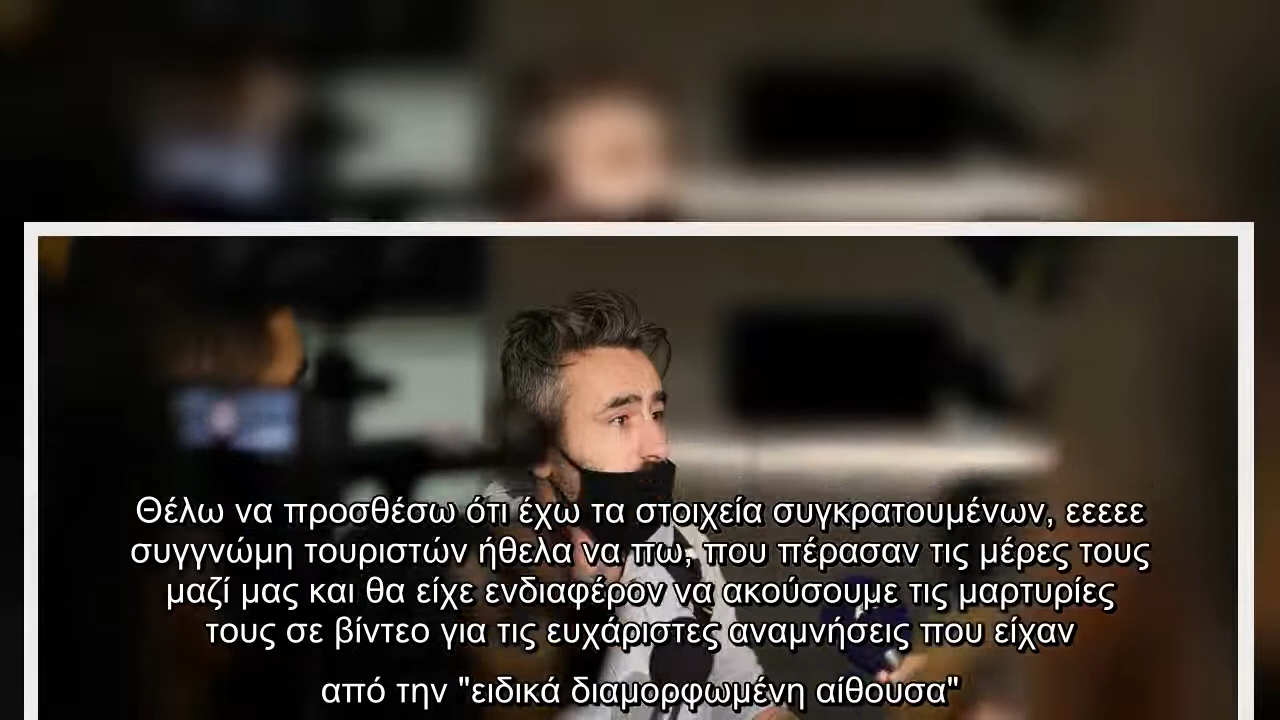 Θέλω να προσθέσω ότι έχω τα στοιχεία συγκρατουμένων, εεεεε
συγγνώμη τουριστών ήθελα να πω, που πέρασαν τις μέρες τους
μαζί μας και θα είχε ενδιαφέρον να ακούσουμε τις μαρτυρίες
τους σε βίντεο για τις ευχάριστες αναμνήσεις που είχαν
από την "ειδικά διαμορφωμένη αίθουσα"